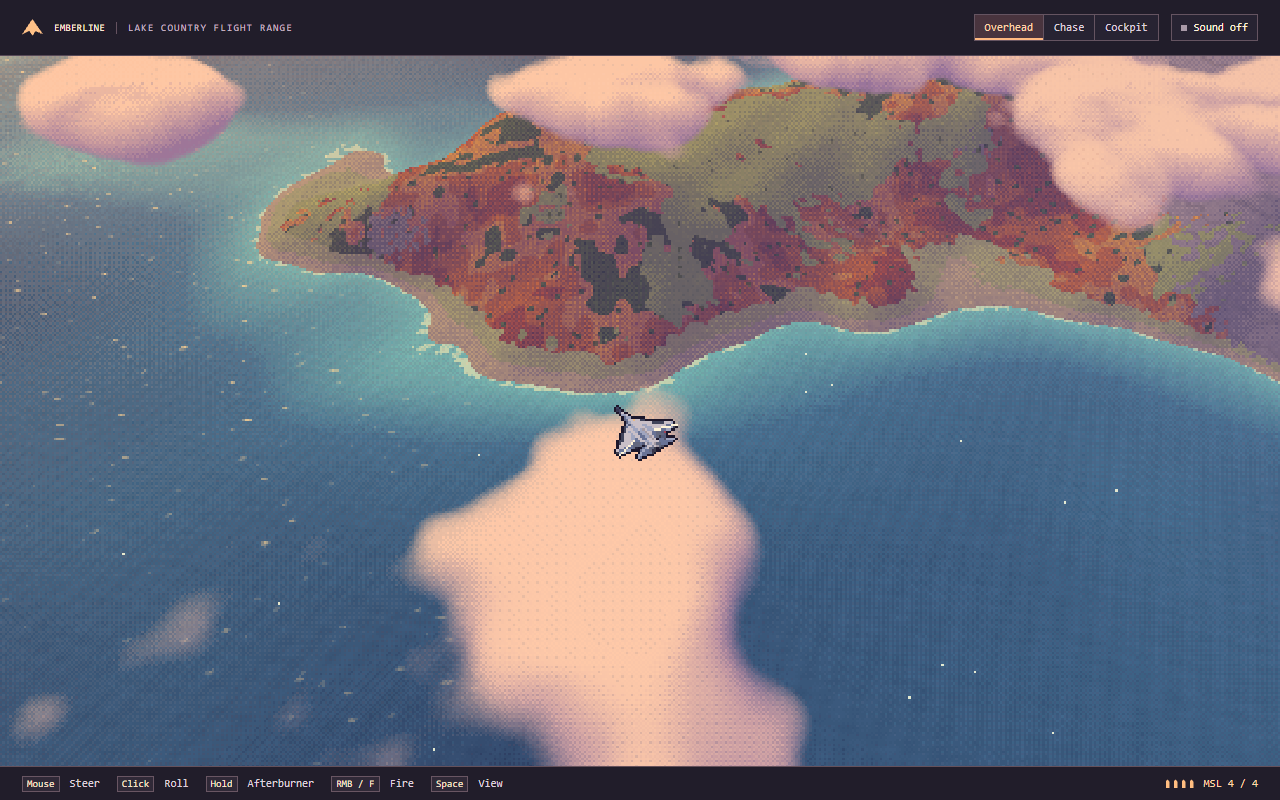 EMBERLINE LAKE COUNTRY FLIGHT RANGE Overhead Chase Cockpit Sound off
Mouse Steer Click Roll Hold Afterburner RMB / F Fire Space View MSL 4 / 4